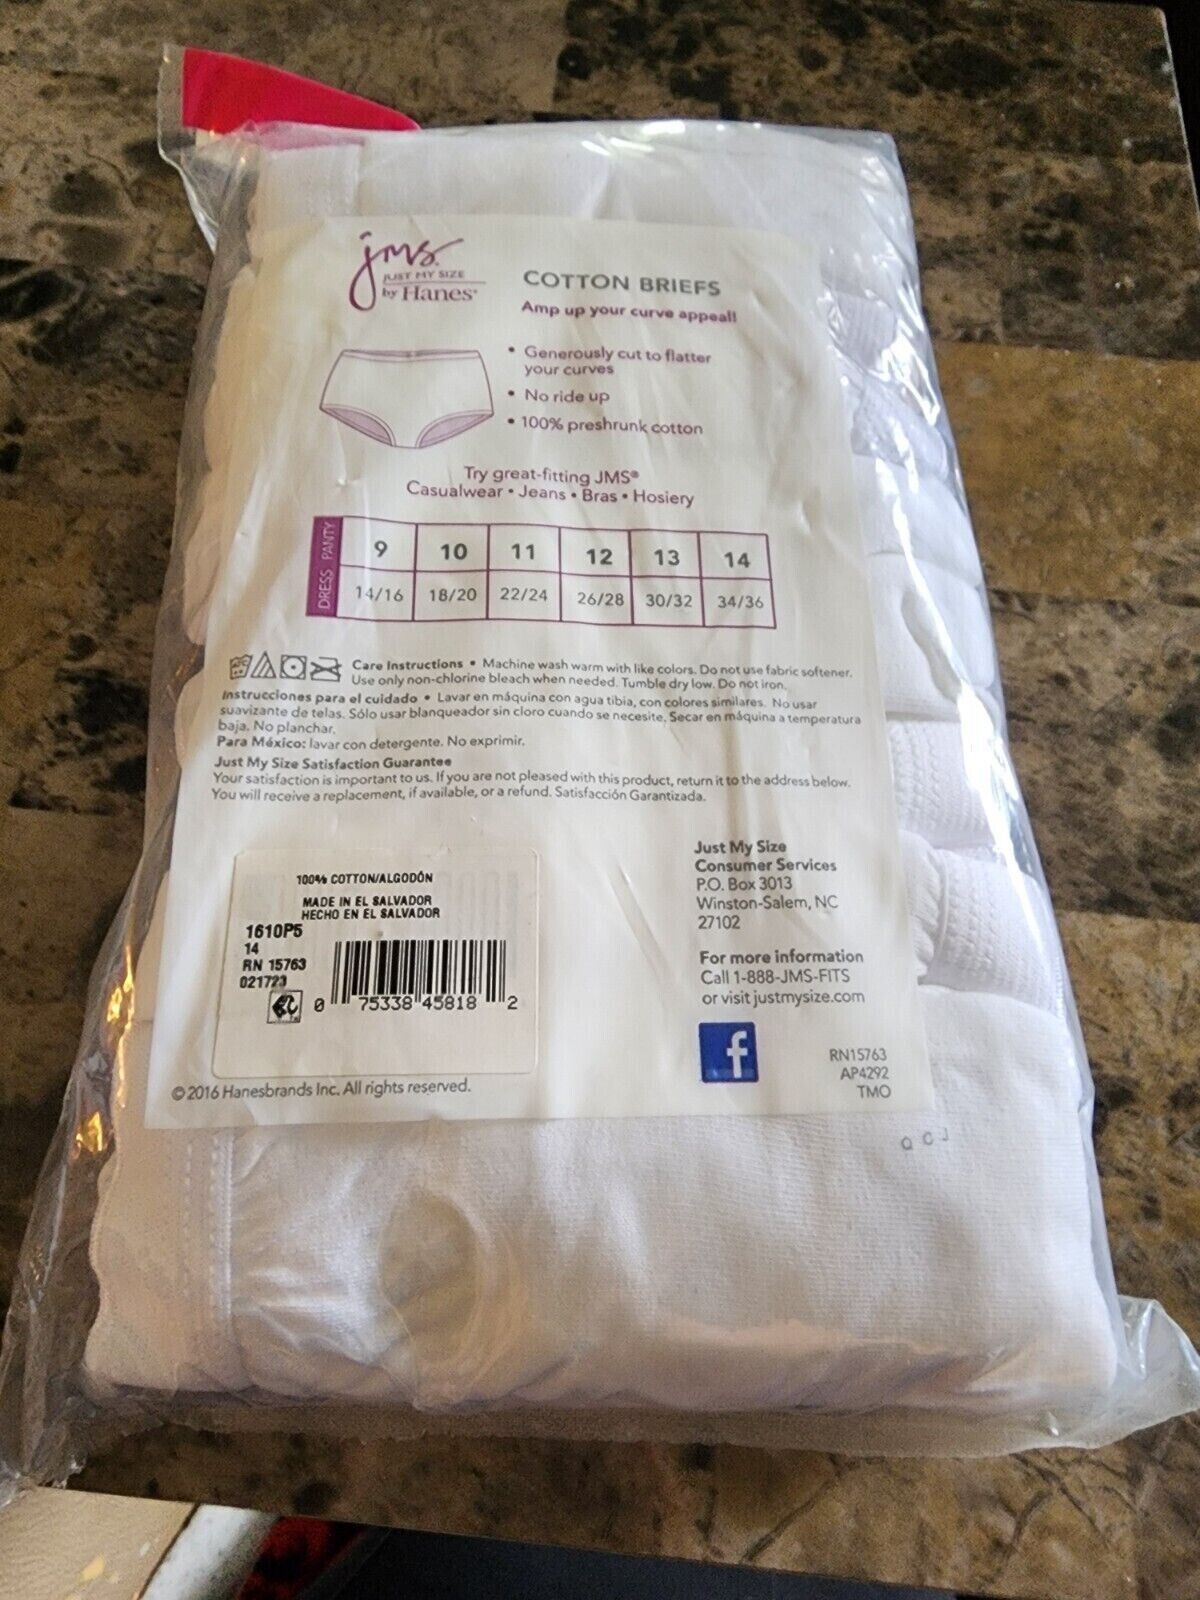 jms.
JUST MY SIZE
by Hanes®
COTTON BRIEFS
Amp up your curve appeal!
• Generously cut to flatter
your curves
• No ride up
• 100% preshrunk cotton
Try great-fitting JMS®
Casualwear • Jeans • Bras • Hosiery
PANTY 9 10 11 12 13 14
DRESS 14/16 18/20 22/24 26/28 30/32 34/36
Care Instructions • Machine wash warm with like colors. Do not use fabric softener.
Use only non-chlorine bleach when needed. Tumble dry low. Do not iron.
Instrucciones para el cuidado • Lavar en máquina con agua tibia, con colores similares. No usar
suavizante de telas. Sólo usar blanqueador sin cloro cuando se necesite. Secar en máquina a temperatura
baja. No planchar.
Para México: lavar con detergente. No exprimir.
Just My Size Satisfaction Guarantee
Your satisfaction is important to us. If you are not pleased with this product, return it to the address below.
You will receive a replacement, if available, or a refund. Satisfacción Garantizada.
100% COTTON/ALGODÓN
MADE IN EL SALVADOR
HECHO EN EL SALVADOR
1610P5
14
RN 15763
021723
0 75338 45818 2
Just My Size
Consumer Services
P.O. Box 3013
Winston-Salem, NC
27102
For more information
Call 1-888-JMS-FITS
or visit justmysize.com
f
RN15763
AP4292
TMO
© 2016 Hanesbrands Inc. All rights reserved.